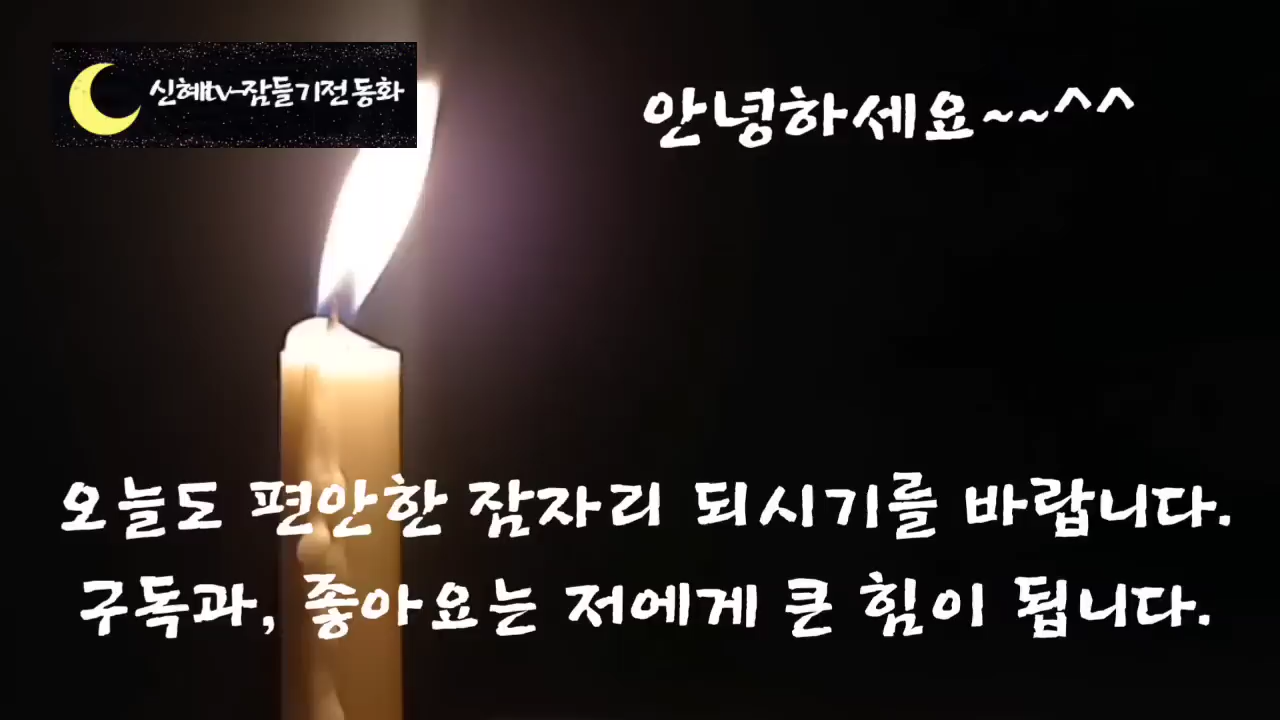 신혜tv-잠들기전 동화
안녕하세요~~^^
오늘도 편안한 잠자리 되시기를 바랍니다.
구독과, 좋아요는 저에게 큰 힘이 됩니다.